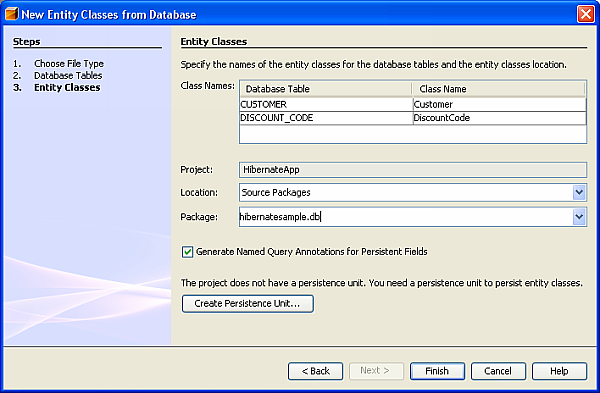 New Entity Classes from Database
Steps
1. Choose File Type
2. Database Tables
3. Entity Classes
Entity Classes
Specify the names of the entity classes for the database tables and the entity classes location.
Class Names:
Database Table Class Name
CUSTOMER Customer
DISCOUNT_CODE DiscountCode
Project: HibernateApp
Location: Source Packages
Package: hibernatesample.db
Generate Named Query Annotations for Persistent Fields
The project does not have a persistence unit. You need a persistence unit to persist entity classes.
Create Persistence Unit...
< Back Next > Finish Cancel Help